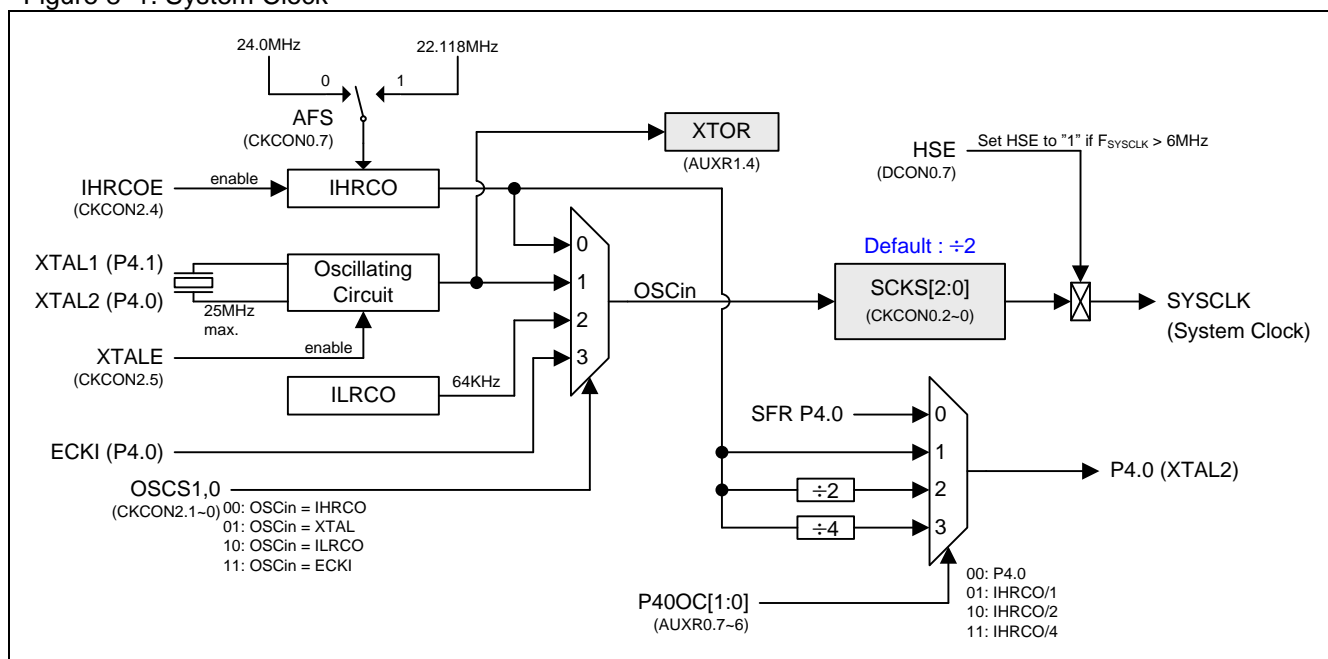 Figure 8-1. System Clock
24.0MHz
22.118MHz
0
1
AFS
(CKCON0.7)
XTOR
(AUXR1.4)
HSE
(DCON0.7)
Set HSE to "1" if FSYSCLK > 6MHz
IHRCOE
(CKCON2.4)
enable
IHRCO
XTAL1 (P4.1)
XTAL2 (P4.0)
25MHz
max.
Oscillating
Circuit
0
1
2
3
OSCin
Default : ÷2
SCKS[2:0]
(CKCON0.2~0)
SYSCLK
(System Clock)
XTALE
(CKCON2.5)
enable
ILRCO
64KHz
ECKI (P4.0)
OSCS1,0
(CKCON2.1~0)
00: OSCin = IHRCO
01: OSCin = XTAL
10: OSCin = ILRCO
11: OSCin = ECKI
SFR P4.0
÷2
÷4
0
1
2
3
P4.0 (XTAL2)
P40OC[1:0]
(AUXR0.7~6)
00: P4.0
01: IHRCO/1
10: IHRCO/2
11: IHRCO/4